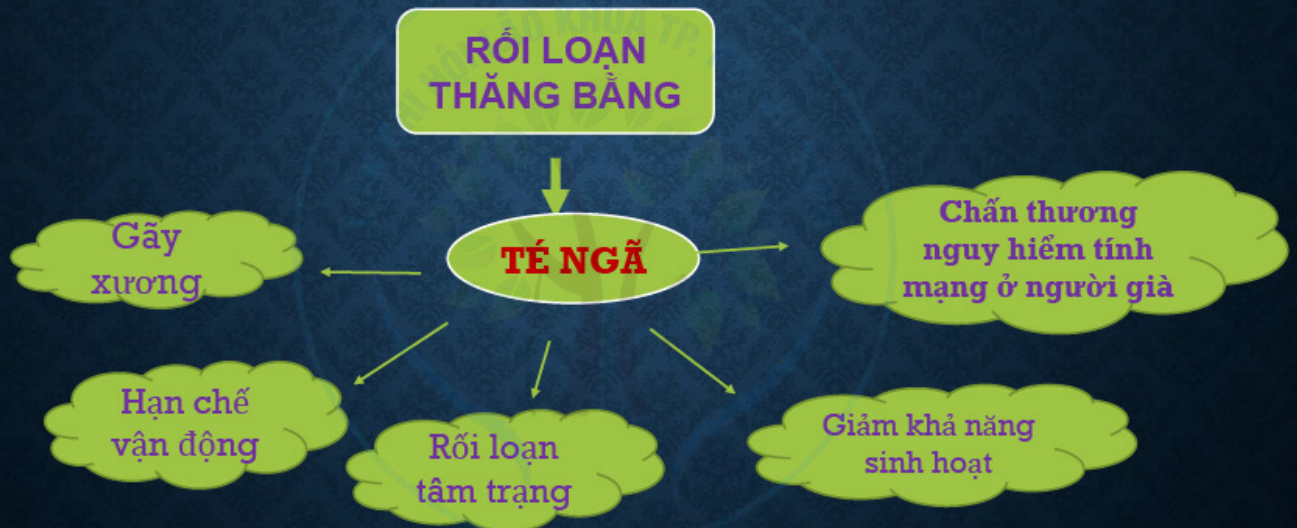 RỐI LOẠN
THĂNG BẰNG
TÉ NGÃ
Gãy
xương
Chấn thương
nguy hiểm tính
mạng ở người già
Hạn chế
vận động
Rối loạn
tâm trạng
Giảm khả năng
sinh hoạt